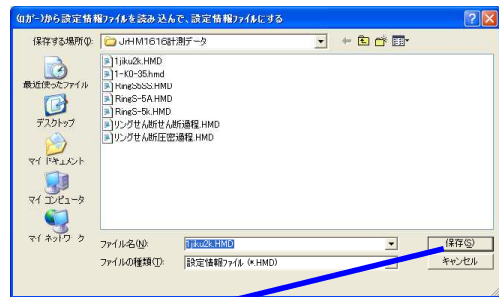 (ﾛｶﾞｰ)から設定情報ﾌｧｲﾙを読み込んで、設定情報ﾌｧｲﾙにする
保存する場所(I):
JrHM1616計測データ
1jiku2k.HMD
1-K0-35.hmd
RingSSSS.HMD
RingS-5A.HMD
RingS-5k.HMD
リングせん断せん断過程.HMD
リングせん断圧密過程.HMD
最近使ったファイル
デスクトップ
マイ ドキュメント
マイ コンピュータ
マイ ネットワーク
ファイル名(N):
1jiku2k.HMD
保存(S)
ファイルの種類(T):
設定情報ﾌｧｲﾙ (*.HMD)
キャンセル